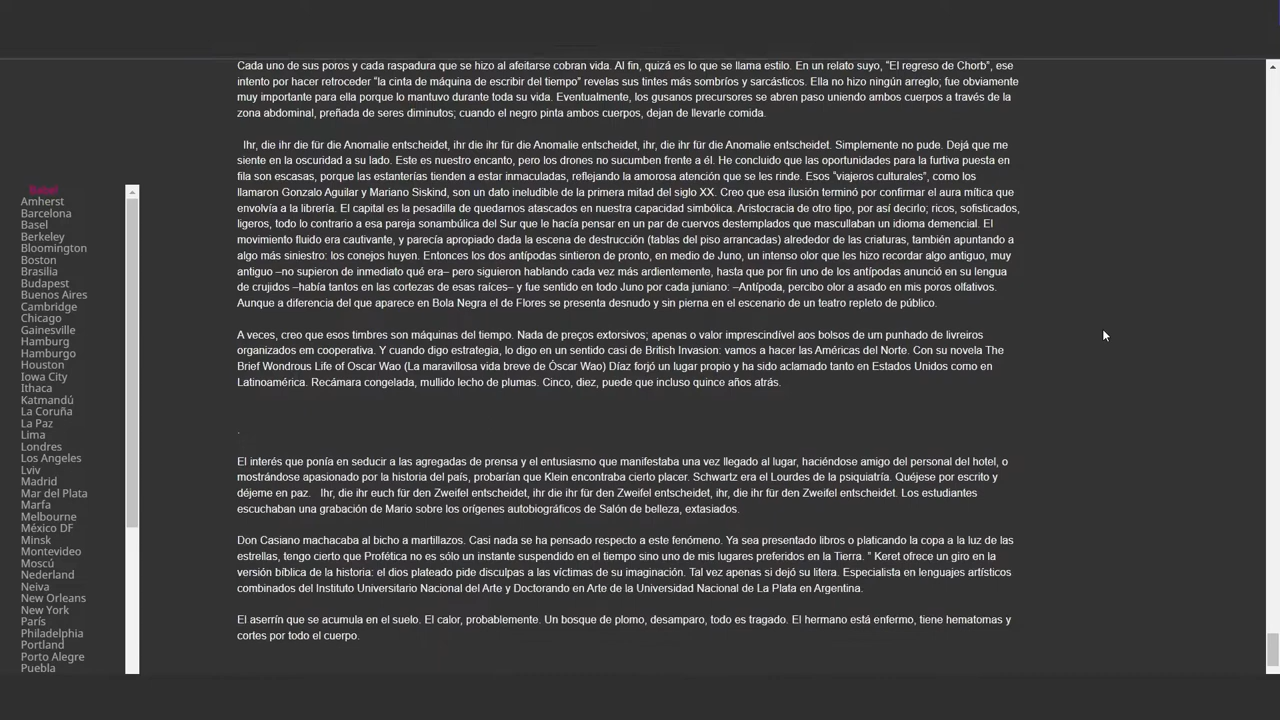 Cada uno de sus poros y cada raspadura que se hizo al afeitarse cobran vida. Al fin, quizá es lo que se llama estilo. En un relato suyo, “El regreso de Chorb”, ese
intento por hacer retroceder “la cinta de máquina de escribir del tiempo” revelas sus tintes más sombríos y sarcásticos. Ella no hizo ningún arreglo; fue obviamente
muy importante para ella porque lo mantuvo durante toda su vida. Eventualmente, los gusanos precursores se abren paso uniendo ambos cuerpos a través de la
zona abdominal, preñada de seres diminutos; cuando el negro pinta ambos cuerpos, dejan de llevarle comida.
Ihr, die ihr die für die Anomalie entscheidet, ihr die ihr für die Anomalie entscheidet, ihr, die ihr für die Anomalie entscheidet. Simplemente no pude. Dejá que me
siente en la oscuridad a su lado. Este es nuestro encanto, pero los drones no sucumben frente a él. He concluido que las oportunidades para la furtiva puesta en
fila son escasas, porque las estanterías tienden a estar inmaculadas, reflejando la amorosa atención que se les rinde. Esos “viajeros culturales”, como los
llamaron Gonzalo Aguilar y Mariano Siskind, son un dato ineludible de la primera mitad del siglo XX. Creo que esa ilusión terminó por confirmar el aura mítica que
envolvía a la librería. El capital es la pesadilla de quedarnos atascados en nuestra capacidad simbólica. Aristocracia de otro tipo, por así decirlo; ricos, sofisticados,
ligeros, todo lo contrario a esa pareja sonambúlica del Sur que le hacía pensar en un par de cuervos destemplados que mascullaban un idioma demencial. El
movimiento fluido era cautivante, y parecía apropiado dada la escena de destrucción (tablas del piso arrancadas) alrededor de las criaturas, también apuntando a
algo más siniestro: los conejos huyen. Entonces los dos antípodas sintieron de pronto, en medio de Juno, un intenso olor que les hizo recordar algo antiguo, muy
antiguo –no supieron de inmediato qué era– pero siguieron hablando cada vez más ardientemente, hasta que por fin uno de los antípodas anunció en su lengua
de crujidos –había tantos en las cortezas de esas raíces– y fue sentido en todo Juno por cada juniano: –Antípoda, percibo olor a asado en mis poros olfativos.
Aunque a diferencia del que aparece en Bola Negra el de Flores se presenta desnudo y sin pierna en el escenario de un teatro repleto de público.
A veces, creo que esos timbres son máquinas del tiempo. Nada de preços extorsivos; apenas o valor imprescindível aos bolsos de um punhado de livreiros
organizados em cooperativa. Y cuando digo estrategia, lo digo en un sentido casi de British Invasion: vamos a hacer las Américas del Norte. Con su novela The
Brief Wondrous Life of Oscar Wao (La maravillosa vida breve de Óscar Wao) Díaz forjó un lugar propio y ha sido aclamado tanto en Estados Unidos como en
Latinoamérica. Recámara congelada, mullido lecho de plumas. Cinco, diez, puede que incluso quince años atrás.
.
El interés que ponía en seducir a las agregadas de prensa y el entusiasmo que manifestaba una vez llegado al lugar, haciéndose amigo del personal del hotel, o
mostrándose apasionado por la historia del país, probarían que Klein encontraba cierto placer. Schwartz era el Lourdes de la psiquiatría. Quéjese por escrito y
déjeme en paz. Ihr, die ihr euch für den Zweifel entscheidet, ihr die ihr für den Zweifel entscheidet, ihr, die ihr für den Zweifel entscheidet. Los estudiantes
escuchaban una grabación de Mario sobre los orígenes autobiográficos de Salón de belleza, extasiados.
Don Casiano machacaba al bicho a martillazos. Casi nada se ha pensado respecto a este fenómeno. Ya sea presentado libros o platicando la copa a la luz de las
estrellas, tengo cierto que Profética no es sólo un instante suspendido en el tiempo sino uno de mis lugares preferidos en la Tierra. ” Keret ofrece un giro en la
versión bíblica de la historia: el dios plateado pide disculpas a las víctimas de su imaginación. Tal vez apenas si dejó su litera. Especialista en lenguajes artísticos
combinados del Instituto Universitario Nacional del Arte y Doctorando en Arte de la Universidad Nacional de La Plata en Argentina.
El aserrín que se acumula en el suelo. El calor, probablemente. Un bosque de plomo, desamparo, todo es tragado. El hermano está enfermo, tiene hematomas y
cortes por todo el cuerpo.
Babel
Amherst
Barcelona
Basel
Berkeley
Bloomington
Boston
Brasilia
Budapest
Buenos Aires
Cambridge
Chicago
Gainesville
Hamburg
Hamburgo
Houston
Iowa City
Ithaca
Katmandú
La Coruña
La Paz
Lima
Londres
Los Angeles
Lviv
Madrid
Mar del Plata
Marfa
Melbourne
México DF
Minsk
Montevideo
Moscú
Nederland
Neiva
New Orleans
New York
París
Philadelphia
Portland
Porto Alegre
Puebla